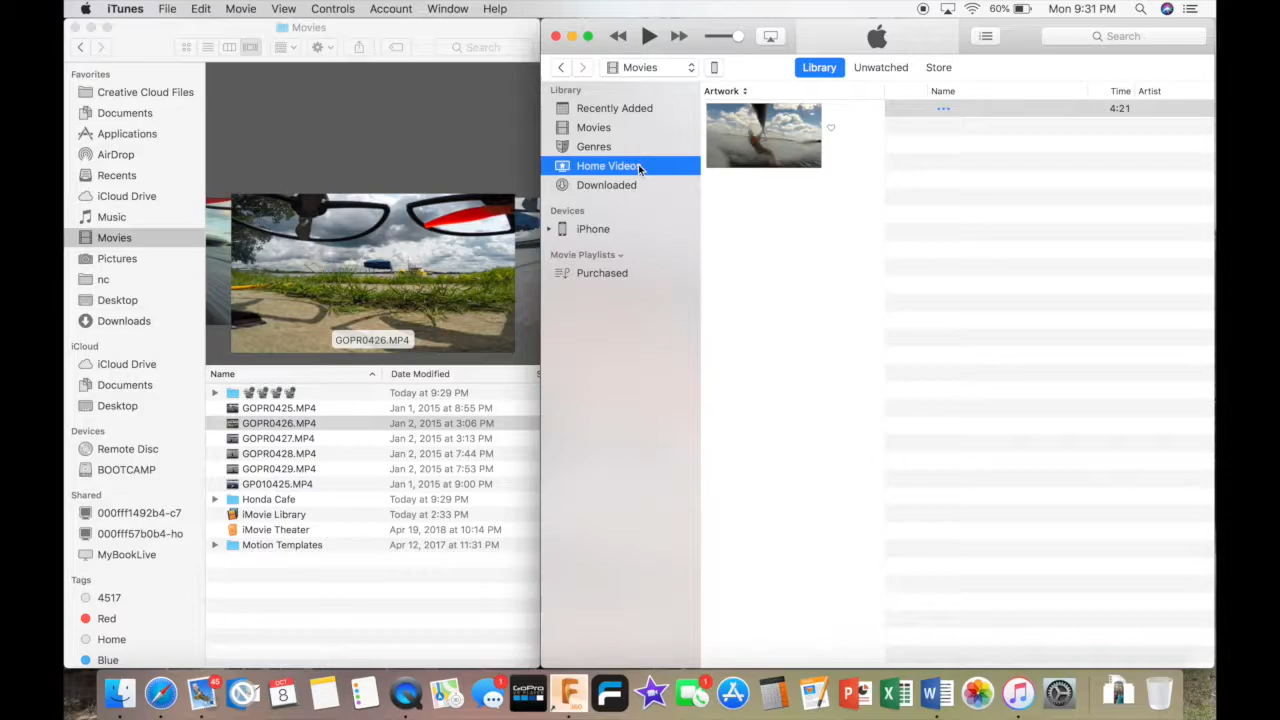 iTunes File Edit Movie View Controls Account Window Help 60% Mon 9:31 PM
Movies
Search
Search
Movies
Library Unwatched Store
Favorites
Creative Cloud Files
Documents
Applications
AirDrop
Recents
iCloud Drive
Music
Movies
Pictures
nc
Desktop
Downloads
iCloud
iCloud Drive
Documents
Desktop
Devices
Remote Disc
BOOTCAMP
Shared
000fff1492b4-c7
000fff57b0b4-ho
MyBookLive
Tags
4517
Red
Home
Blue
GOPR0426.MP4
Name Date Modified S
Today at 9:29 PM
GOPR0425.MP4 Jan 1, 2015 at 8:55 PM
GOPR0426.MP4 Jan 2, 2015 at 3:06 PM
GOPR0427.MP4 Jan 2, 2015 at 3:13 PM
GOPR0428.MP4 Jan 2, 2015 at 7:44 PM
GOPR0429.MP4 Jan 2, 2015 at 7:53 PM
GP010425.MP4 Jan 1, 2015 at 9:00 PM
Honda Cafe Today at 9:29 PM
iMovie Library Today at 2:33 PM
iMovie Theater Apr 19, 2018 at 10:14 PM
Motion Templates Apr 12, 2017 at 11:31 PM
Library
Recently Added
Movies
Genres
Home Videos
Downloaded
Devices
iPhone
Movie Playlists
Purchased
Artwork Name Time Artist
••• 4:21
45
OCT
8
1
GoPro
F
360
F
1
P
X
W